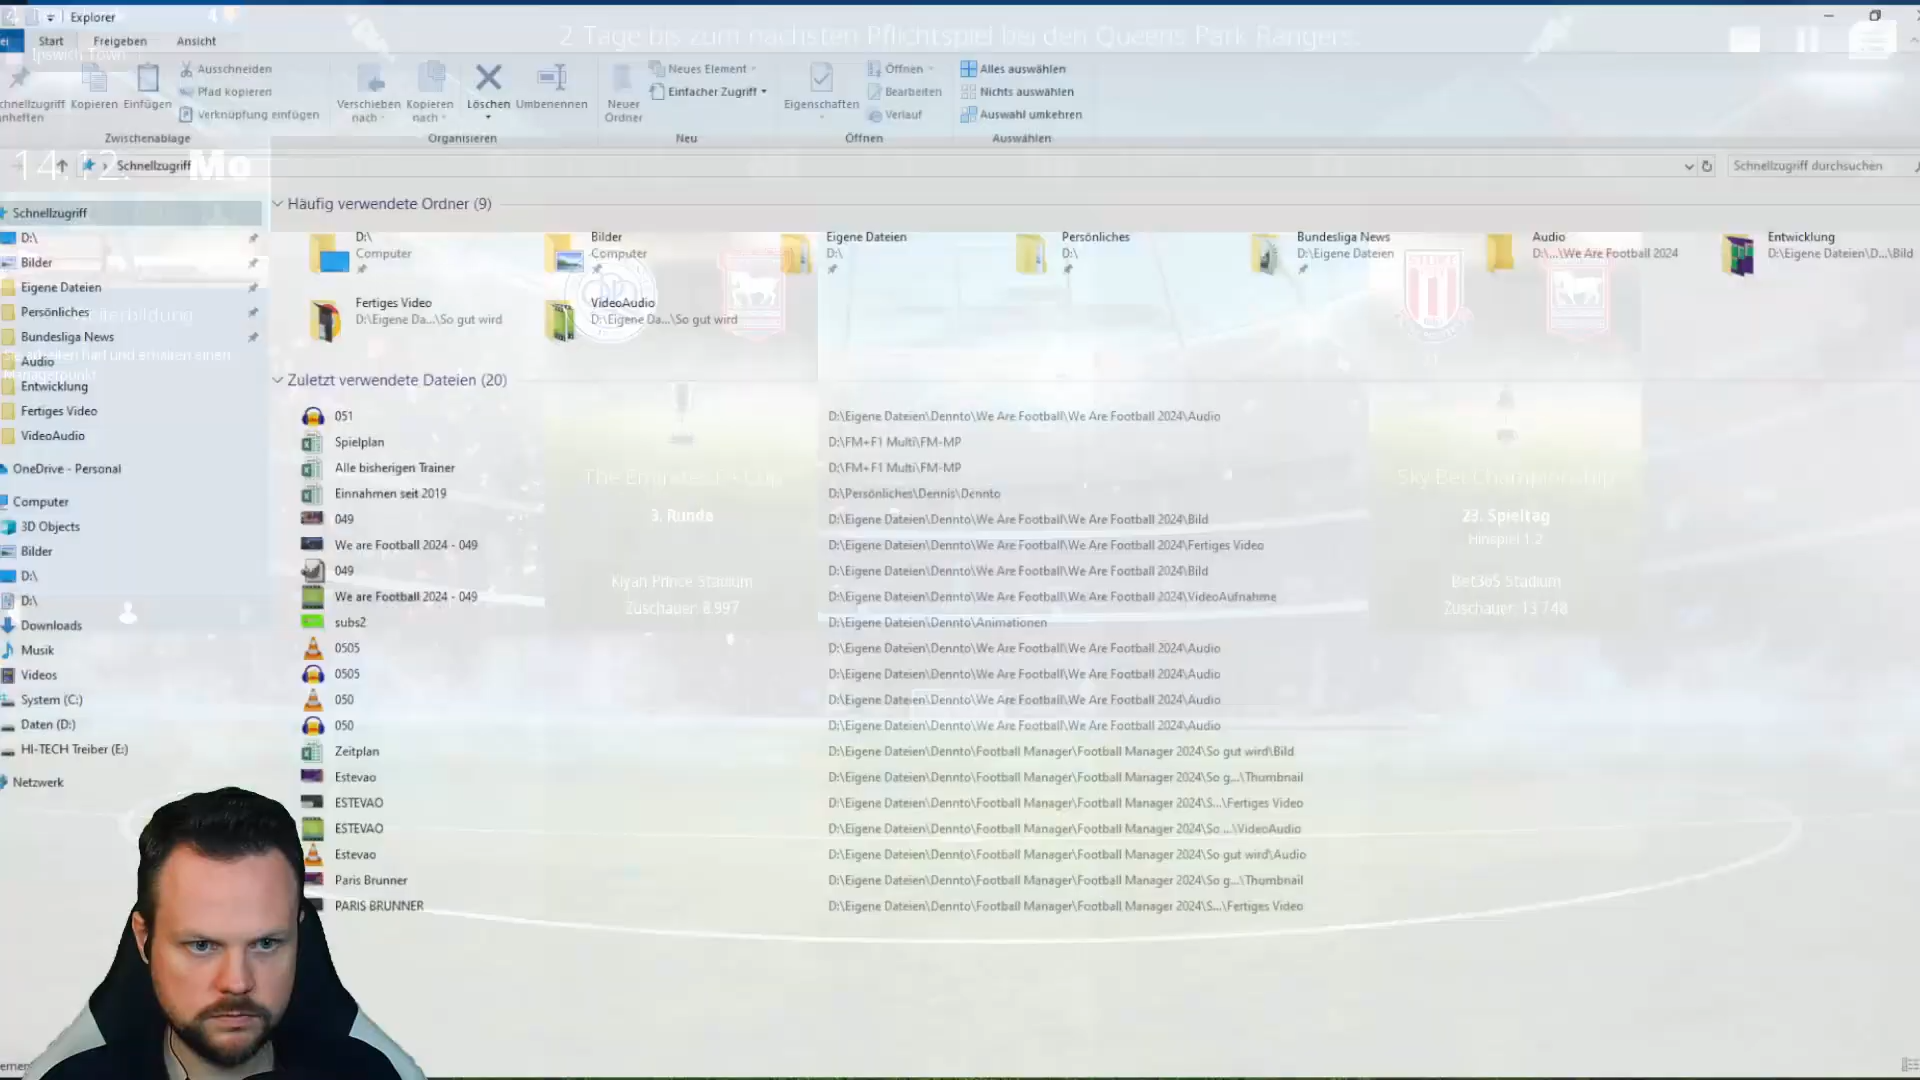 Explorer
Start
Freigeben
Ansicht
Ipswich Town
2 Tage bis zum nächsten Pflichtspiel bei den Queens Park Rangers.
Ausschneiden
Pfad kopieren
Verknüpfung einfügen
Kopieren
Einfügen
Zwischenablage
Verschieben nach
Kopieren nach
Löschen
Umbenennen
Organisieren
Neuer Ordner
Neues Element
Einfacher Zugriff
Neu
Eigenschaften
Öffnen
Bearbeiten
Verlauf
Öffnen
Alles auswählen
Nichts auswählen
Auswahl umkehren
Auswählen
14.12. Mo
Schnellzugriff
Schnellzugriff durchsuchen
Schnellzugriff
D:\
Bilder
Eigene Dateien
Persönliches
Bundesliga News
Audio
Entwicklung
Fertiges Video
VideoAudio
OneDrive - Personal
Computer
3D Objects
Bilder
D:\
D:\
Downloads
Musik
Videos
System (C:)
Daten (D:)
HI-TECH Treiber (E:)
Netzwerk
Häufig verwendete Ordner (9)
D:\
Computer
Bilder
Computer
Eigene Dateien
D:\
Persönliches
D:\
Bundesliga News
D:\Eigene Dateien
Audio
D:\...\We Are Football 2024
Entwicklung
D:\Eigene Dateien\D...\Bild
Fertiges Video
D:\Eigene Da...\So gut wird
VideoAudio
D:\Eigene Da...\So gut wird
Zuletzt verwendete Dateien (20)
051 D:\Eigene Dateien\Dennto\We Are Football\We Are Football 2024\Audio
Spielplan D:\FM+F1 Multi\FM-MP
Alle bisherigen Trainer D:\FM+F1 Multi\FM-MP
Einnahmen seit 2019 D:\Persönliches\Dennis\Dennto
049 D:\Eigene Dateien\Dennto\We Are Football\We Are Football 2024\Bild
We are Football 2024 - 049 D:\Eigene Dateien\Dennto\We Are Football\We Are Football 2024\Fertiges Video
049 D:\Eigene Dateien\Dennto\We Are Football\We Are Football 2024\Bild
We are Football 2024 - 049 D:\Eigene Dateien\Dennto\We Are Football\We Are Football 2024\VideoAufnahme
subs2 D:\Eigene Dateien\Dennto\Animationen
0505 D:\Eigene Dateien\Dennto\We Are Football\We Are Football 2024\Audio
0505 D:\Eigene Dateien\Dennto\We Are Football\We Are Football 2024\Audio
050 D:\Eigene Dateien\Dennto\We Are Football\We Are Football 2024\Audio
050 D:\Eigene Dateien\Dennto\We Are Football\We Are Football 2024\Audio
Zeitplan D:\Eigene Dateien\Dennto\Football Manager\Football Manager 2024\So gut wird\Bild
Estevao D:\Eigene Dateien\Dennto\Football Manager\Football Manager 2024\So g...\Thumbnail
ESTEVAO D:\Eigene Dateien\Dennto\Football Manager\Football Manager 2024\S...\Fertiges Video
ESTEVAO D:\Eigene Dateien\Dennto\Football Manager\Football Manager 2024\So ...\VideoAudio
Estevao D:\Eigene Dateien\Dennto\Football Manager\Football Manager 2024\So gut wird\Audio
Paris Brunner D:\Eigene Dateien\Dennto\Football Manager\Football Manager 2024\So g...\Thumbnail
PARIS BRUNNER D:\Eigene Dateien\Dennto\Football Manager\Football Manager 2024\S...\Fertiges Video
The Emirates FA Cup
3. Runde
Kiyan Prince Stadium
Zuschauer: 8.997
Sky Bet Championship
23. Spieltag
Hinspiel 1:2
Bet365 Stadium
Zuschauer: 13.748